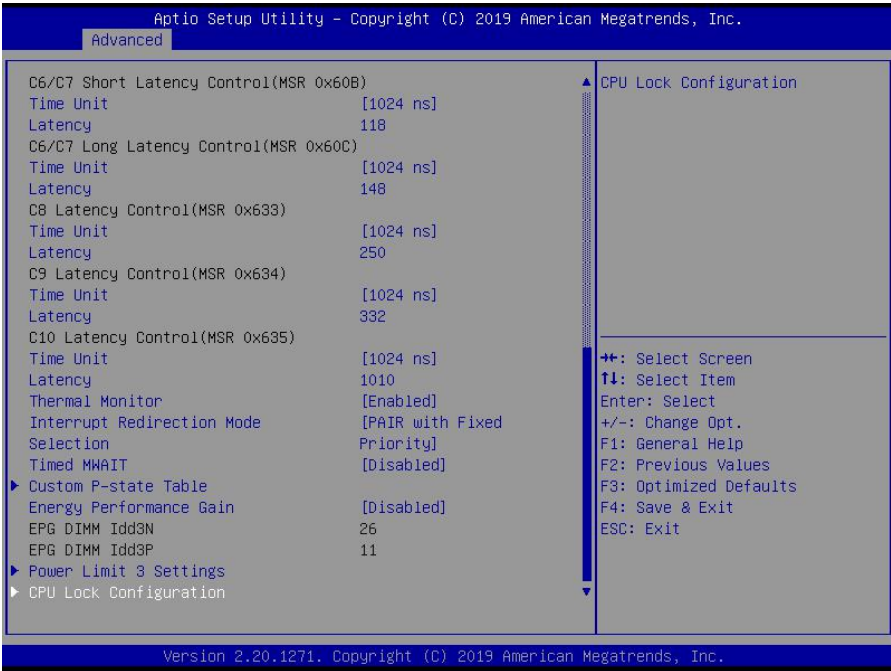 Aptio Setup Utility – Copyright (C) 2019 American Megatrends, Inc.
Advanced
C6/C7 Short Latency Control(MSR 0x60B)
Time Unit [1024 ns]
Latency 118
C6/C7 Long Latency Control(MSR 0x60C)
Time Unit [1024 ns]
Latency 148
C8 Latency Control(MSR 0x633)
Time Unit [1024 ns]
Latency 250
C9 Latency Control(MSR 0x634)
Time Unit [1024 ns]
Latency 332
C10 Latency Control(MSR 0x635)
Time Unit [1024 ns]
Latency 1010
Thermal Monitor [Enabled]
Interrupt Redirection Mode [PAIR with Fixed
Selection Priority]
Timed MWAIT [Disabled]
Custom P-state Table
Energy Performance Gain [Disabled]
EPG DIMM Idd3N 26
EPG DIMM Idd3P 11
Power Limit 3 Settings
CPU Lock Configuration
CPU Lock Configuration
→←: Select Screen
↑↓: Select Item
Enter: Select
+/-: Change Opt.
F1: General Help
F2: Previous Values
F3: Optimized Defaults
F4: Save & Exit
ESC: Exit
Version 2.20.1271. Copyright (C) 2019 American Megatrends, Inc.